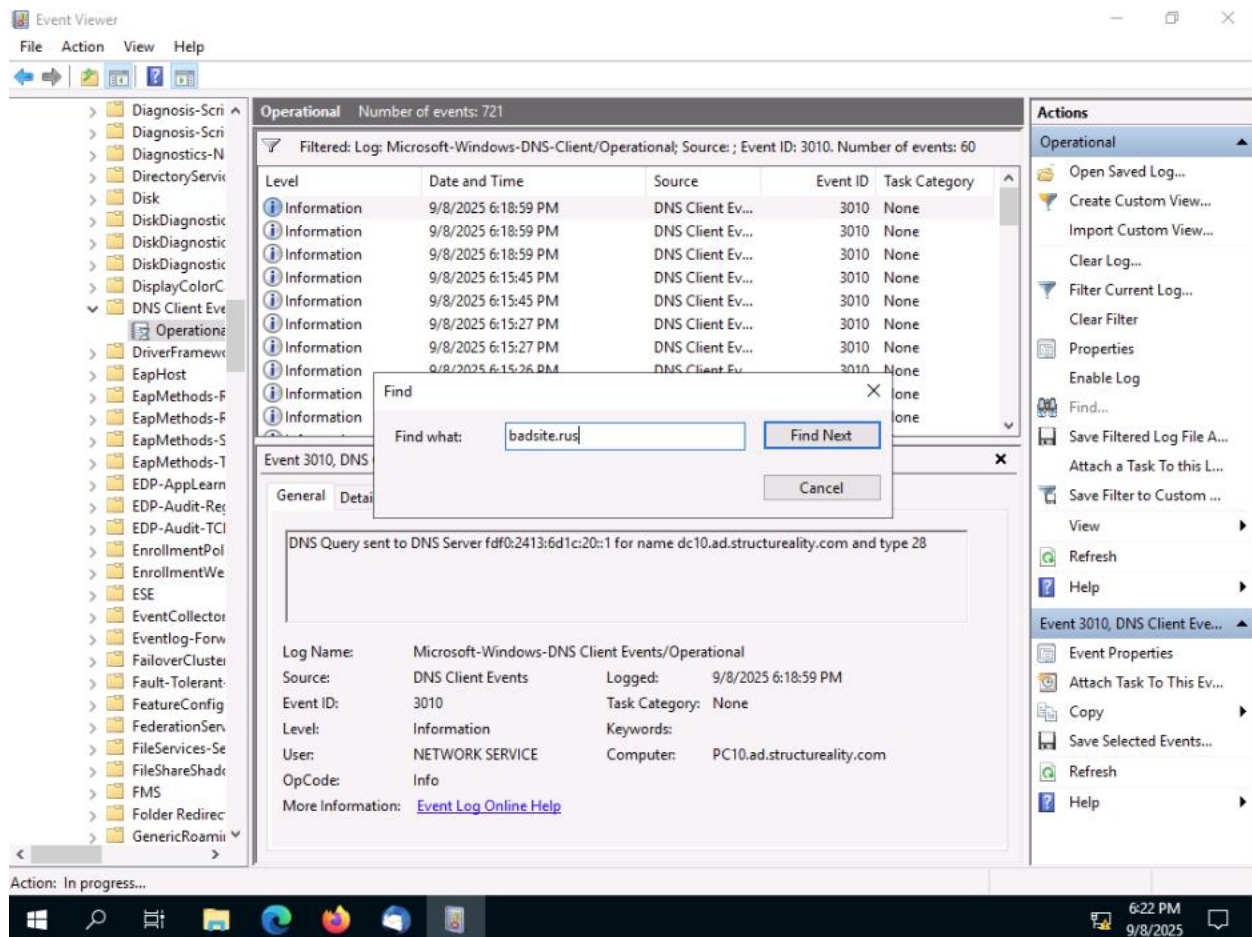 Event Viewer
File Action View Help
Diagnosis-Scri
Diagnosis-Scri
Diagnostics-N
DirectoryServic
Disk
DiskDiagnostic
DiskDiagnostic
DiskDiagnostic
DisplayColorC
DNS Client Eve
Operationa
DriverFramewo
EapHost
EapMethods-R
EapMethods-R
EapMethods-S
EapMethods-T
EDP-AppLearn
EDP-Audit-Reg
EDP-Audit-TCI
EnrollmentPol
EnrollmentWe
ESE
EventCollector
Eventlog-Forw
FailoverCluster
Fault-Tolerant-
FeatureConfig
FederationServ
FileServices-Se
FileShareShado
FMS
Folder Redirec
GenericRoamii
Operational Number of events: 721
Filtered: Log: Microsoft-Windows-DNS-Client/Operational; Source: ; Event ID: 3010. Number of events: 60
Level Date and Time Source Event ID Task Category
Information 9/8/2025 6:18:59 PM DNS Client Ev... 3010 None
Information 9/8/2025 6:18:59 PM DNS Client Ev... 3010 None
Information 9/8/2025 6:18:59 PM DNS Client Ev... 3010 None
Information 9/8/2025 6:15:45 PM DNS Client Ev... 3010 None
Information 9/8/2025 6:15:45 PM DNS Client Ev... 3010 None
Information 9/8/2025 6:15:27 PM DNS Client Ev... 3010 None
Information 9/8/2025 6:15:27 PM DNS Client Ev... 3010 None
Information 9/8/2025 6:15:26 PM DNS Client Ev 3010 None
Information
Information
Find
Find what: badsite.rus Find Next
Cancel
Event 3010, DNS
General Detai
DNS Query sent to DNS Server fdf0:2413:6d1c:20::1 for name dc10.ad.structureality.com and type 28
Log Name: Microsoft-Windows-DNS Client Events/Operational
Source: DNS Client Events Logged: 9/8/2025 6:18:59 PM
Event ID: 3010 Task Category: None
Level: Information Keywords:
User: NETWORK SERVICE Computer: PC10.ad.structureality.com
OpCode: Info
More Information: Event Log Online Help
Actions
Operational
Open Saved Log...
Create Custom View...
Import Custom View...
Clear Log...
Filter Current Log...
Clear Filter
Properties
Enable Log
Find...
Save Filtered Log File A...
Attach a Task To this L...
Save Filter to Custom ...
View
Refresh
Help
Event 3010, DNS Client Eve...
Event Properties
Attach Task To This Ev...
Copy
Save Selected Events...
Refresh
Help
Action: In progress...
6:22 PM
9/8/2025